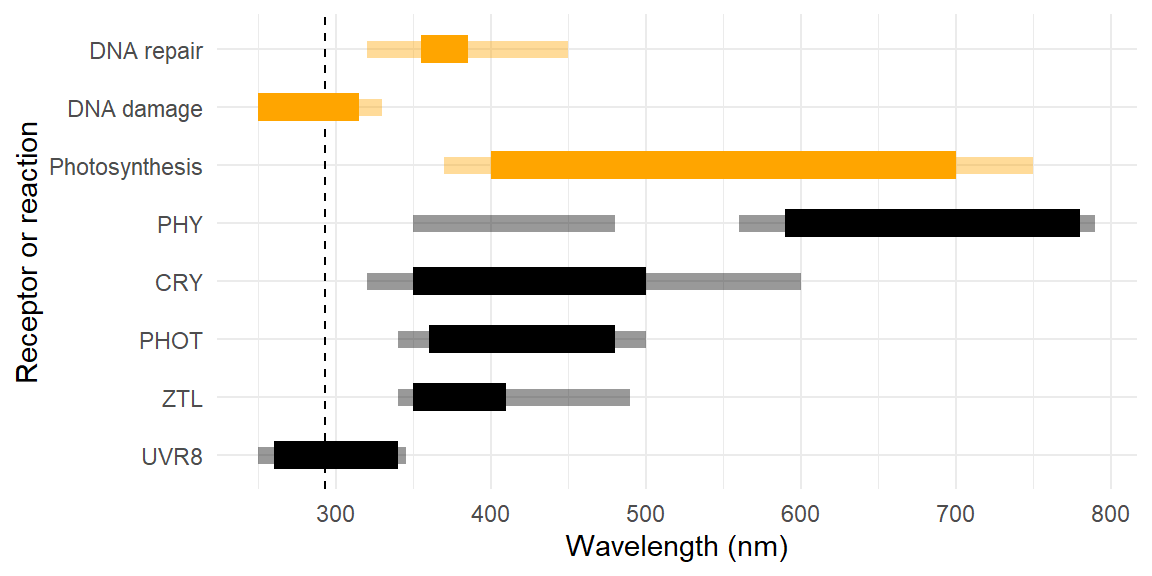 DNA repair
DNA damage
Photosynthesis
PHY
CRY
PHOT
ZTL
UVR8
Receptor or reaction
300 400 500 600 700 800
Wavelength (nm)